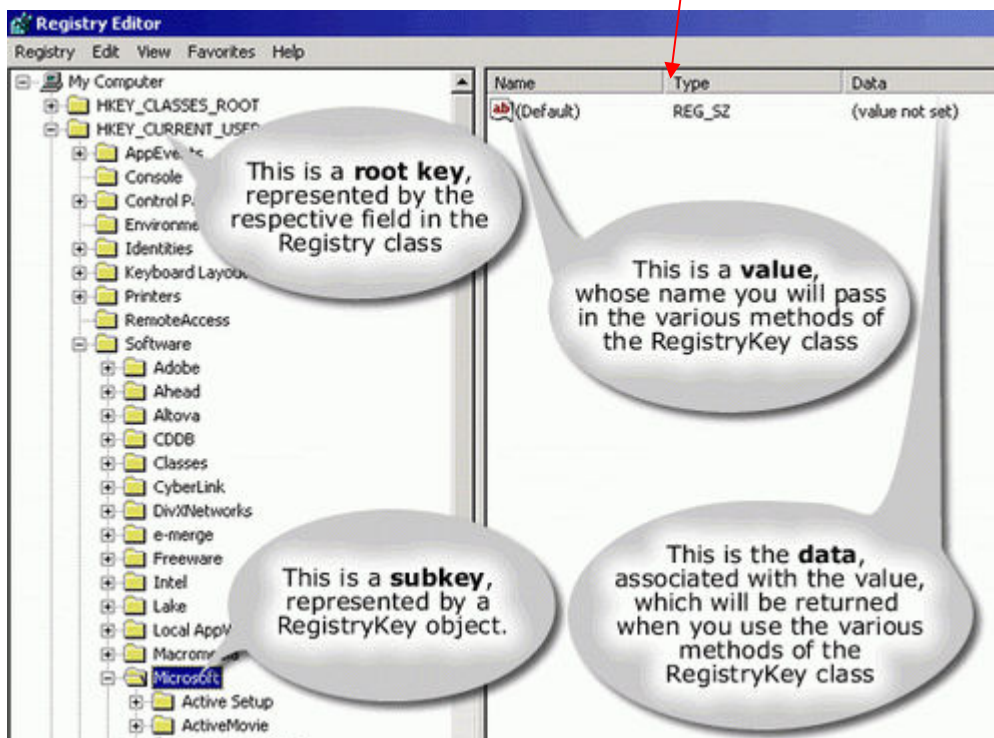 Registry Editor
Registry Edit View Favorites Help
My Computer
HKEY_CLASSES_ROOT
HKEY_CURRENT_USER
AppEvents
Console
Environme
Identities
Keyboard Layou
Printers
RemoteAccess
Software
Adobe
Ahead
Altova
CDDB
Classes
CyberLink
DivXNetworks
e-merge
Freeware
Intel
Lake
Local App
Macromedia
Microsoft
Active Setup
ActiveMovie
Name Type Data
ab (Default) REG_SZ (value not set)
This is a root key,
represented by the
respective field in the
Registry class
This is a value,
whose name you will pass
in the various methods of
the RegistryKey class
This is a subkey,
represented by a
RegistryKey object.
This is the data,
associated with the value,
which will be returned
when you use the various
methods of the
RegistryKey class